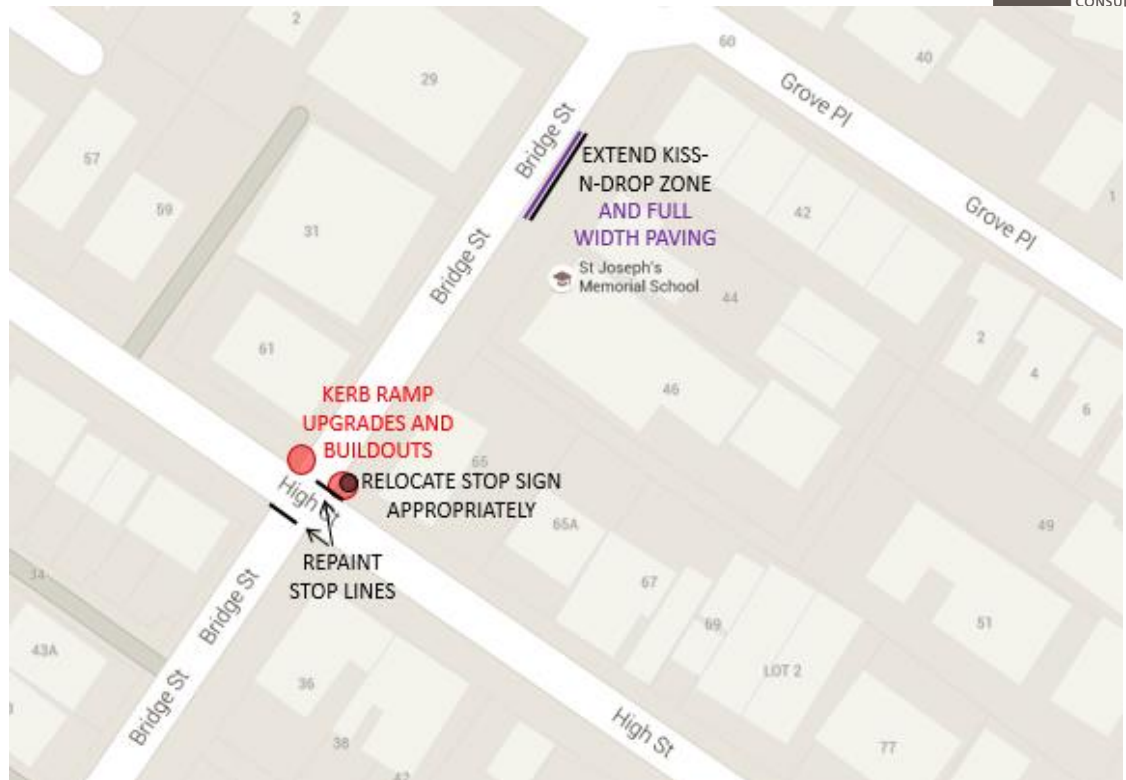 CONSU
2
29
60
40
Grove Pl
57
Bridge St
EXTEND KISS-
N-DROP ZONE
AND FULL
WIDTH PAVING
59
42
1
31
Grove Pl
Bridge St
St Joseph's
Memorial School
44
61
2
4
46
6
KERB RAMP
UPGRADES AND
BUILDOUTS
65
High St
RELOCATE STOP SIGN
APPROPRIATELY
65A
49
REPAINT
STOP LINES
34
67
Bridge St
69
51
43A
LOT 2
36
Bridge St
High St
38
77